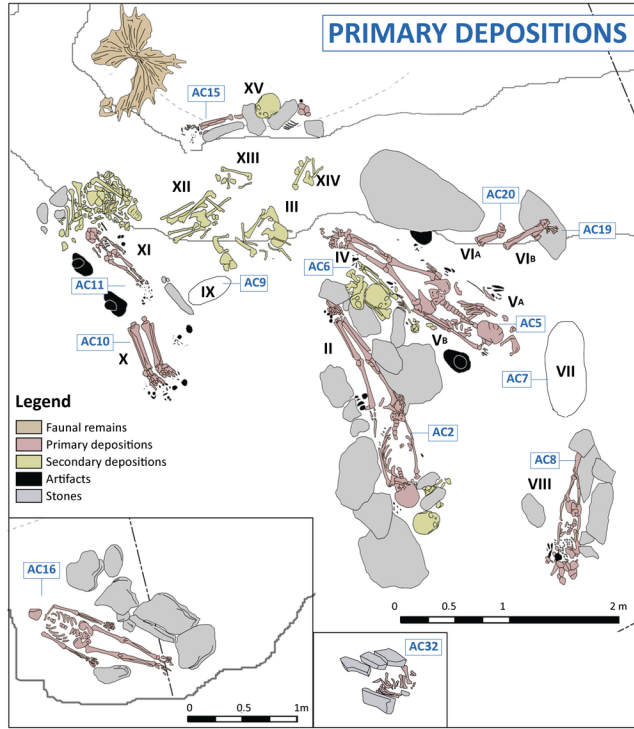 PRIMARY DEPOSITIONS
AC15
XV
XIII
XIV
XII
III
AC20
AC19
VIA
VIB
XI
IV
AC6
AC11
IX
AC9
VA
AC5
AC10
X
II
VB
AC7
VII
Legend
Faunal remains
Primary depositions
Secondary depositions
Artifacts
Stones
AC2
AC8
VIII
AC16
0 0.5 1 2 m
AC32
0 0.5 1m